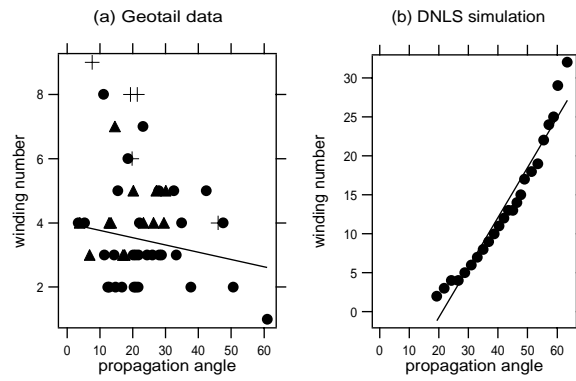 (a) Geotail data
winding number
8
6
4
2
0 10 20 30 40 50 60
propagation angle
(b) DNLS simulation
winding number
30
25
20
15
10
5
0
0 10 20 30 40 50 60
propagation angle